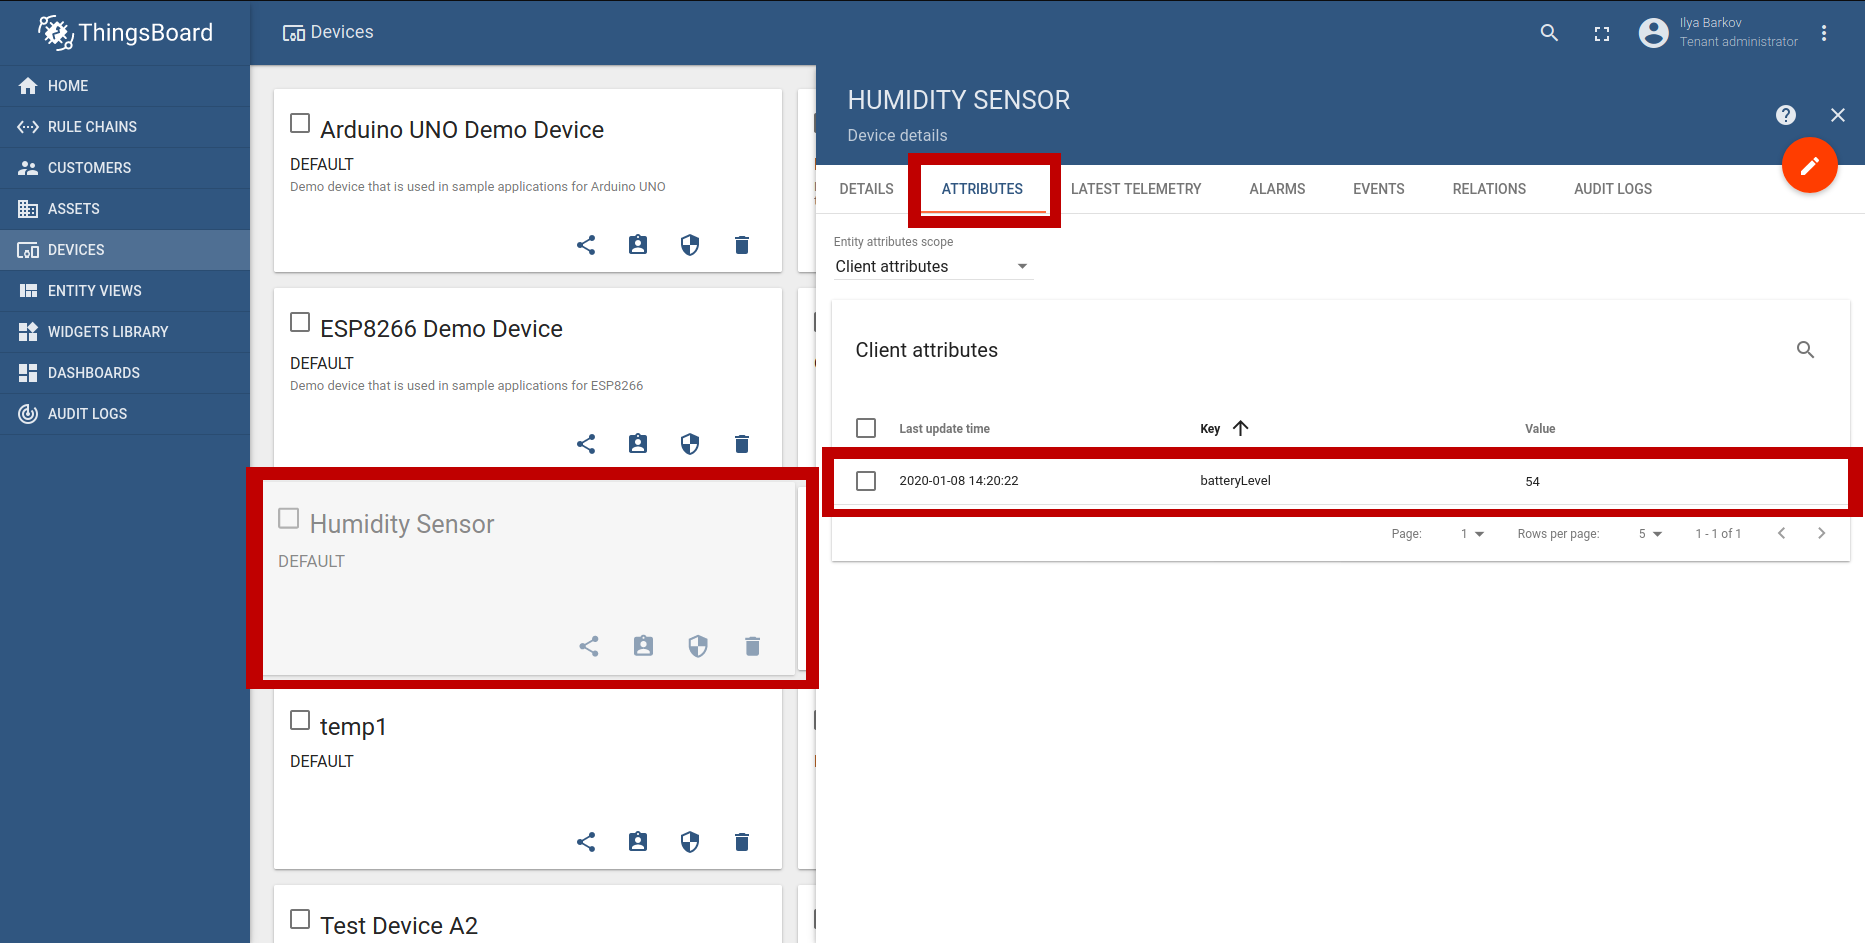 ThingsBoard
Devices
Ilya Barkov
Tenant administrator
HOME
RULE CHAINS
CUSTOMERS
ASSETS
DEVICES
ENTITY VIEWS
WIDGETS LIBRARY
DASHBOARDS
AUDIT LOGS
Arduino UNO Demo Device
DEFAULT
Demo device that is used in sample applications for Arduino UNO
ESP8266 Demo Device
DEFAULT
Demo device that is used in sample applications for ESP8266
Humidity Sensor
DEFAULT
temp1
DEFAULT
Test Device A2
HUMIDITY SENSOR
Device details
DETAILS ATTRIBUTES LATEST TELEMETRY ALARMS EVENTS RELATIONS AUDIT LOGS
Entity attributes scope
Client attributes
Client attributes
Last update time Key Value
2020-01-08 14:20:22 batteryLevel 54
Page: 1 Rows per page: 5 1 - 1 of 1